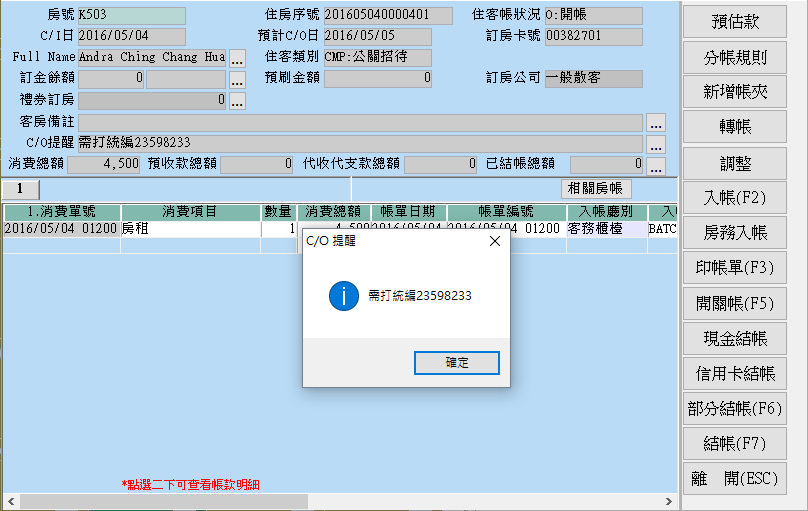 房號 K503 住房序號 201605040000401 住客帳狀況 O:開帳
C/I日 2016/05/04 預計C/O日 2016/05/05 訂房卡號 00382701
Full Name Andra Ching Chang Hua ... 住客類別 CMP:公關招待
訂金餘額 0 ... 預刷金額 0 訂房公司 一般散客
禮券訂房 0 ...
客房備註 ...
C/O提醒 需打統編23598233 ...
消費總額 4,500 預收款總額 0 代收代支款總額 0 已結帳總額 0 ...
1 相關房帳
1.消費單號 消費項目 數量 消費總額 帳單日期 帳單編號 入帳廳別
2016/05/04 01200 房租 1 01200 客務櫃檯 BATC
C/O 提醒
需打統編23598233
確定
*點選二下可查看帳款明細
預估款
分帳規則
新增帳夾
轉帳
調整
入帳(F2)
房務入帳
印帳單(F3)
開關帳(F5)
現金結帳
信用卡結帳
部分結帳(F6)
結帳(F7)
離 開(ESC)